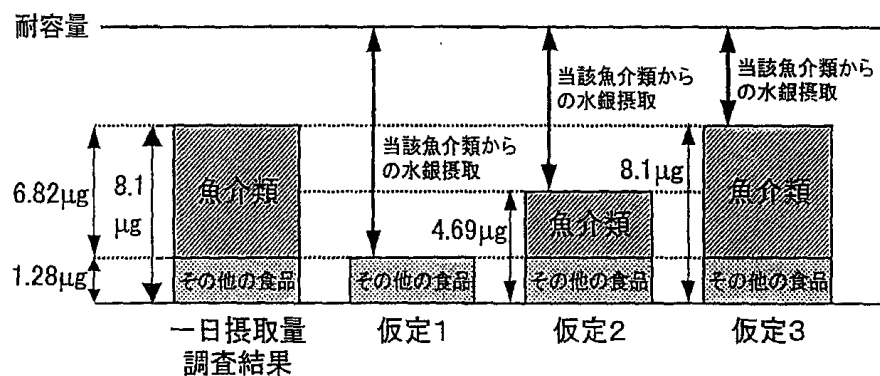 耐容量
当該魚介類から
の水銀摂取
当該魚介類から
の水銀摂取
当該魚介類から
の水銀摂取
6.82μg
8.1
μg
魚介類
1.28μg
その他の食品
その他の食品
4.69μg
魚介類
その他の食品
8.1μg
魚介類
その他の食品
一日摂取量
調査結果
仮定1
仮定2
仮定3